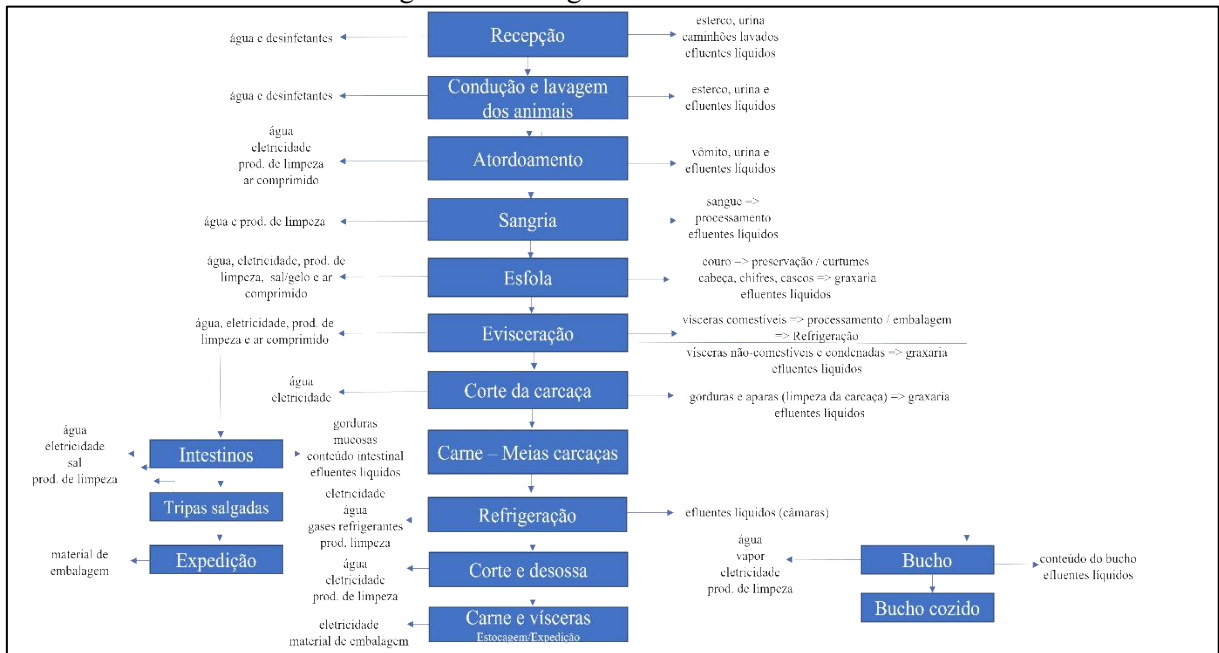 Recepção
água e desinfetantes
esterco, urina
caminhões lavados
efluentes líquidos
Condução e lavagem
dos animais
água e desinfetantes
esterco, urina e
efluentes líquidos
água
eletricidade
prod. de limpeza
ar comprimido
Atordoamento
vômito, urina e
efluentes líquidos
água e prod. de limpeza
Sangria
sangue =>
processamento
efluentes líquidos
água, eletricidade, prod. de
limpeza, sal/gelo e ar
comprimido
Esfola
couro => preservação / curtumes
cabeça, chifres, cascos => graxaria
efluentes líquidos
água, eletricidade, prod. de
limpeza e ar comprimido
Evisceração
vísceras comestíveis => processamento / embalagem
=> Refrigeração
vísceras não-comestíveis e condenadas => graxaria
efluentes líquidos
água
eletricidade
Corte da carcaça
gorduras e aparas (limpeza da carcaça) => graxaria
efluentes líquidos
água
eletricidade
sal
prod. de limpeza
Intestinos
gorduras
mucosas
conteúdo intestinal
efluentes liquidos
Carne – Meias carcaças
Tripas salgadas
eletricidade
água
gases refrigerantes
prod. limpeza
Refrigeração
efluentes líquidos (câmaras)
material de
embalagem
Expedição
água
eletricidade
prod. de limpeza
Corte e desossa
água
vapor
eletricidade
prod. de limpeza
Bucho
conteúdo do bucho
efluentes líquidos
Bucho cozido
eletricidade
material de embalagem
Carne e vísceras
Estocagem/Expedição